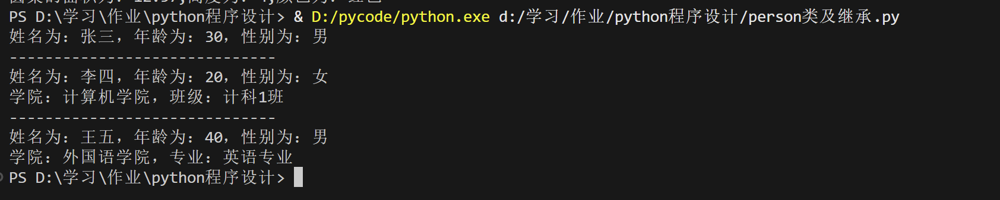 PS D:\学习\作业\python程序设计> & D:/pycode/python.exe d:/学习/作业/python程序设计/person类及继承.py
姓名为：张三，年龄为：30，性别为：男
------------------------------
姓名为：李四，年龄为：20，性别为：女
学院：计算机学院，班级：计科1班
------------------------------
姓名为：王五，年龄为：40，性别为：男
学院：外国语学院，专业：英语专业
PS D:\学习\作业\python程序设计>